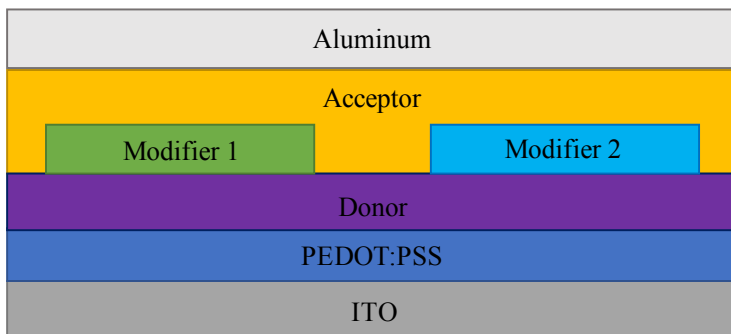 Aluminum
Acceptor
Modifier 1
Modifier 2
Donor
PEDOT:PSS
ITO